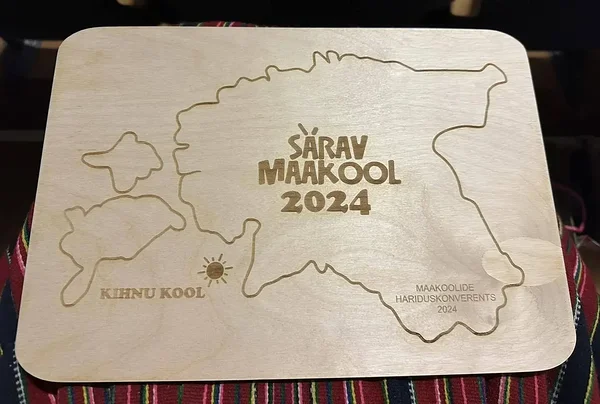 SÄRAV
MAAKOOL
2024
KIHNU KOOL
MAAKOOLIDE
HARIDUSKONVERENTS
2024